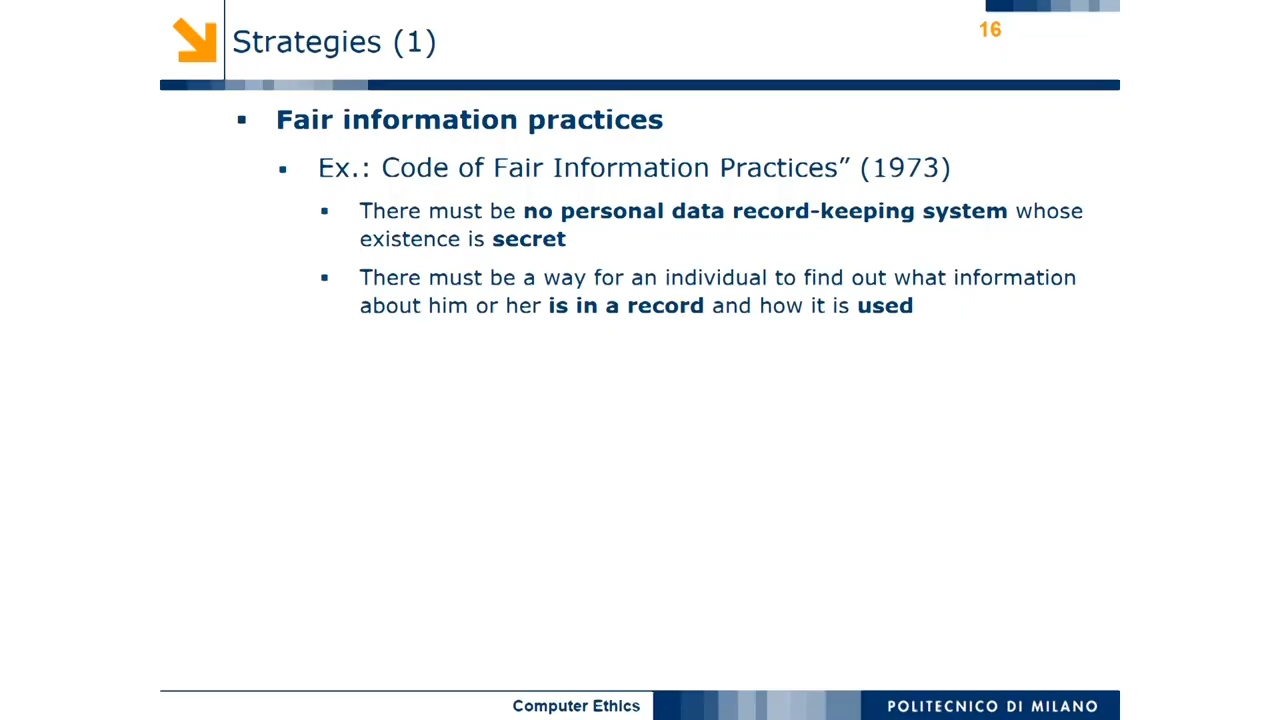 Strategies (1)
16
Fair information practices
Ex.: Code of Fair Information Practices” (1973)
There must be no personal data record-keeping system whose
existence is secret
There must be a way for an individual to find out what information
about him or her is in a record and how it is used
Computer Ethics
POLITECNICO DI MILANO